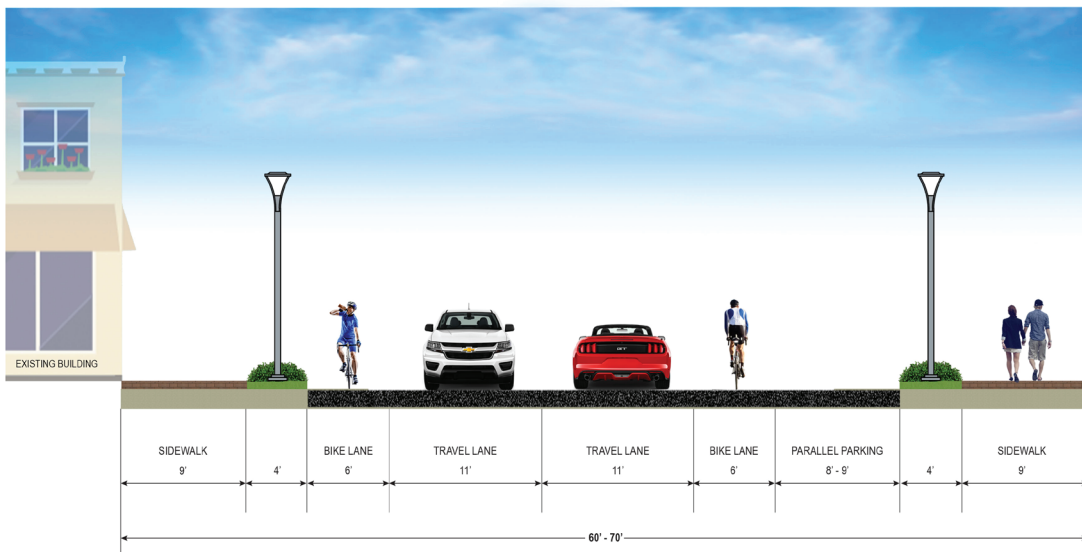 EXISTING BUILDING
SIDEWALK
9'
4'
BIKE LANE
6'
TRAVEL LANE
11'
TRAVEL LANE
11'
BIKE LANE
6'
PARALLEL PARKING
8' - 9'
4'
SIDEWALK
9'
60' - 70'
GT